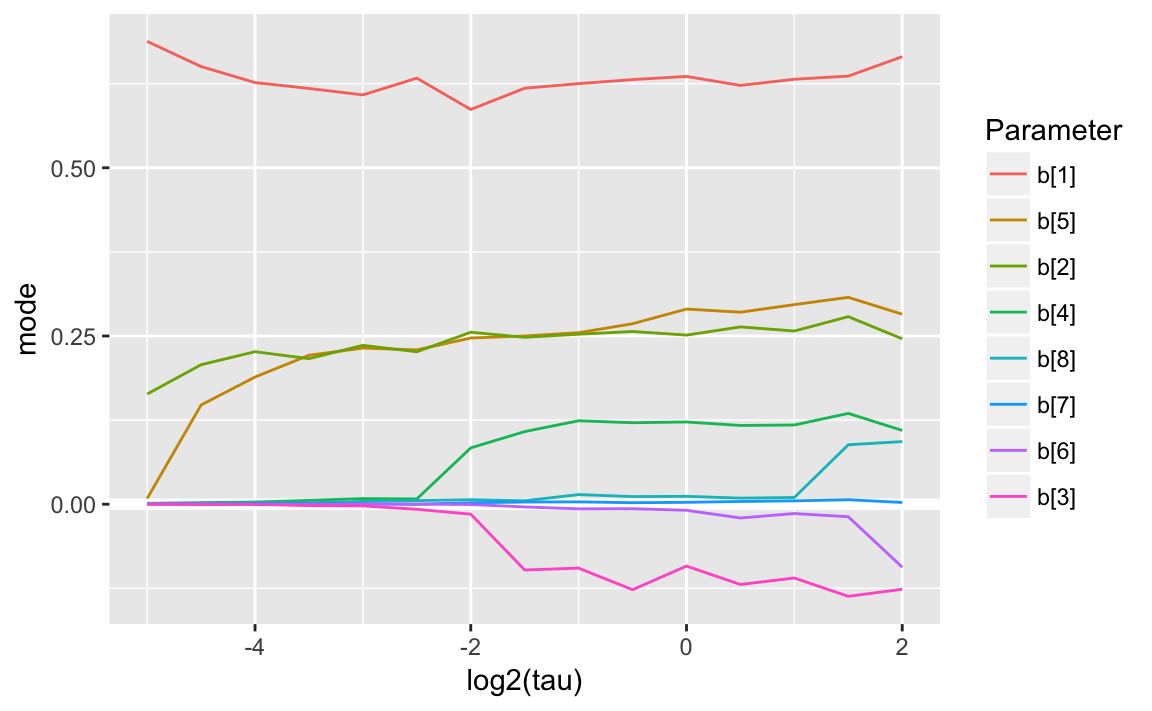 mode
0.50
0.25
0.00
-4
-2
0
2
log2(tau)
Parameter
b[1]
b[5]
b[2]
b[4]
b[8]
b[7]
b[6]
b[3]